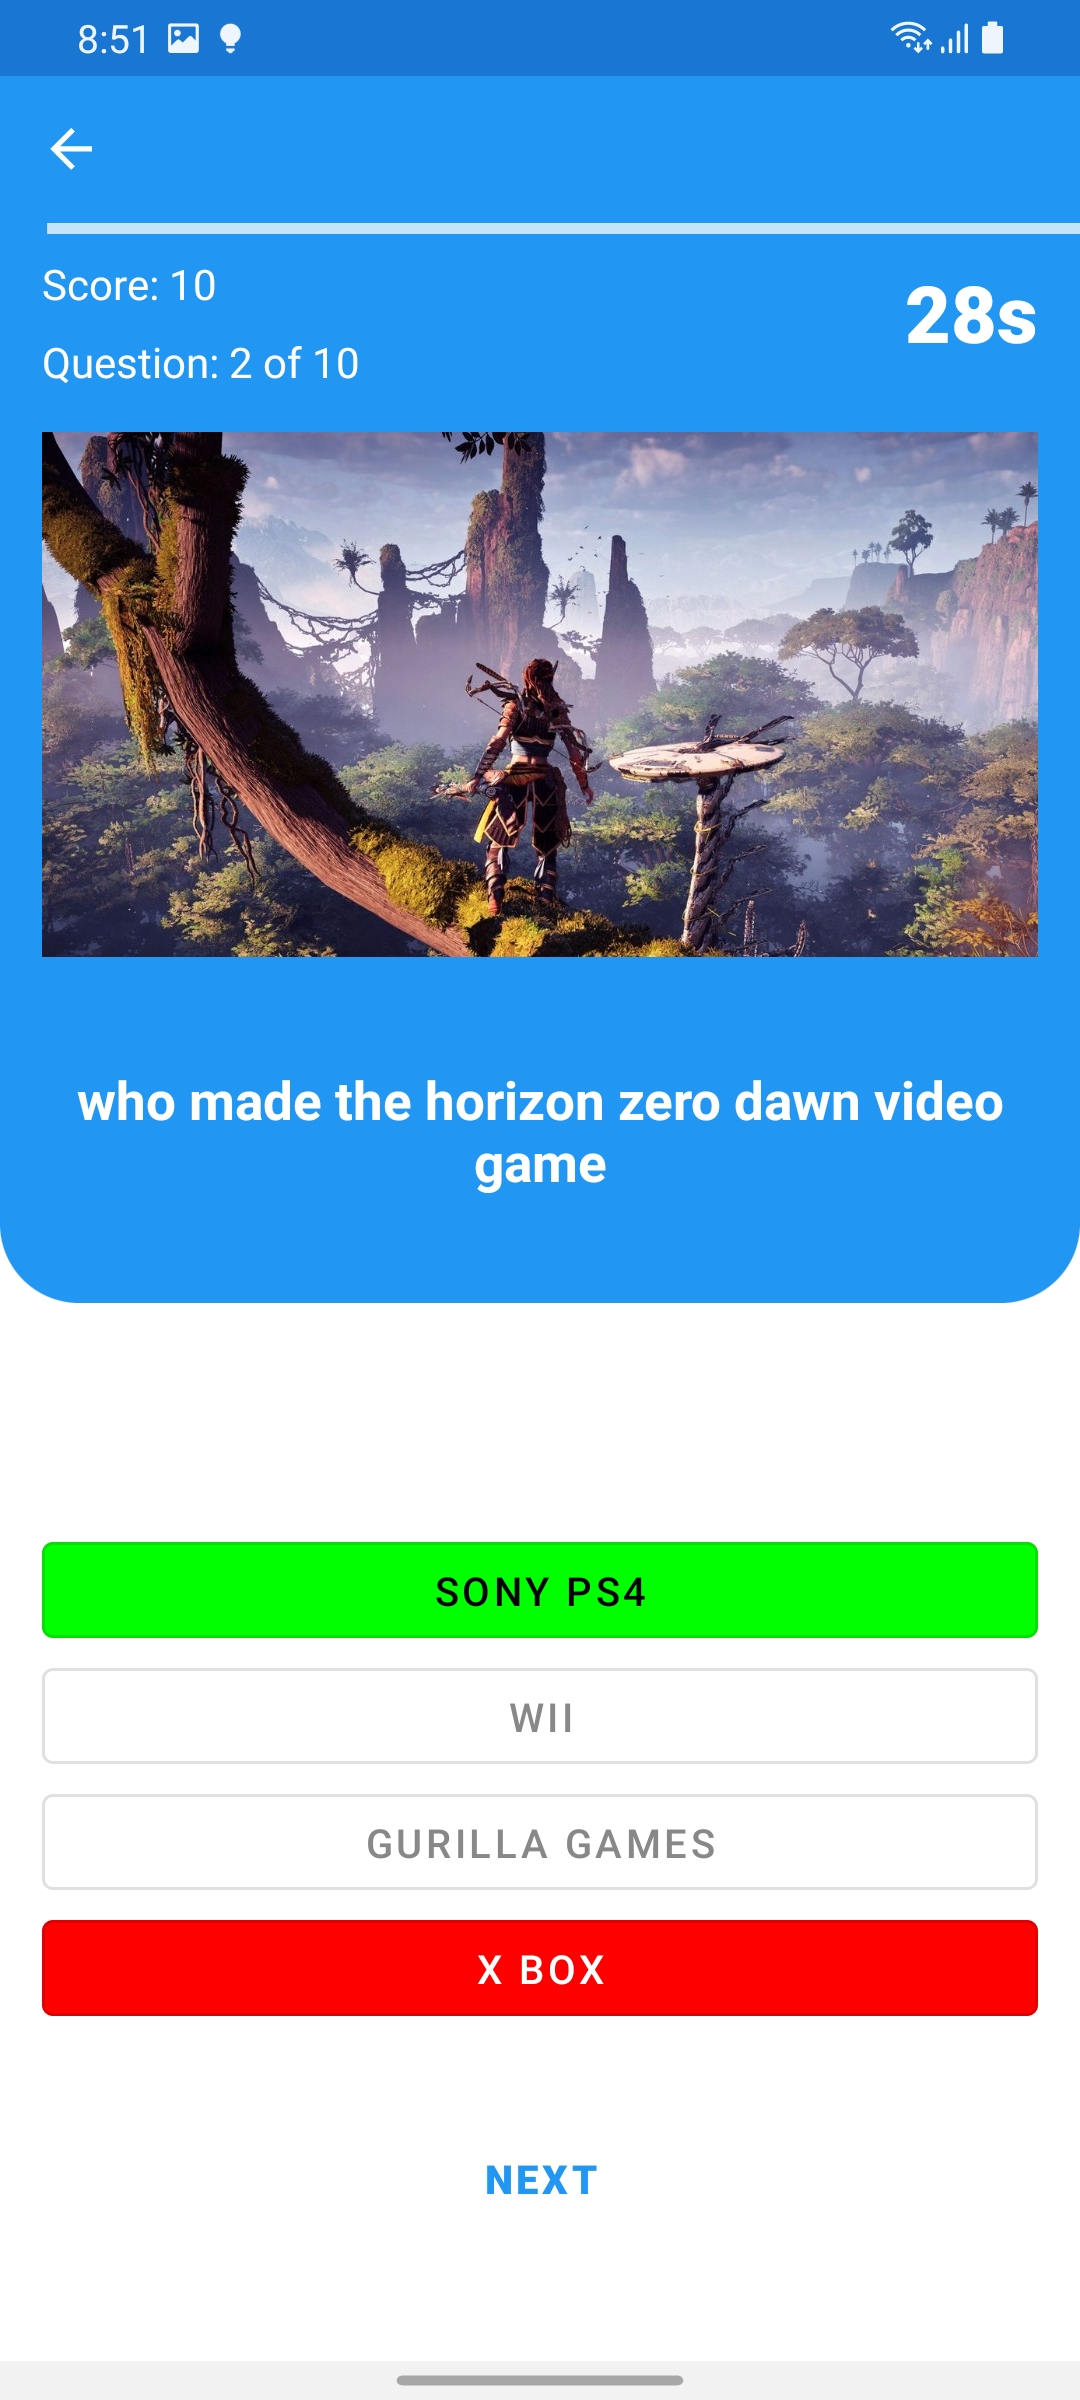 8:51
Score: 10
28s
Question: 2 of 10
who made the horizon zero dawn video
game
SONY PS4
WII
GURILLA GAMES
X BOX
NEXT